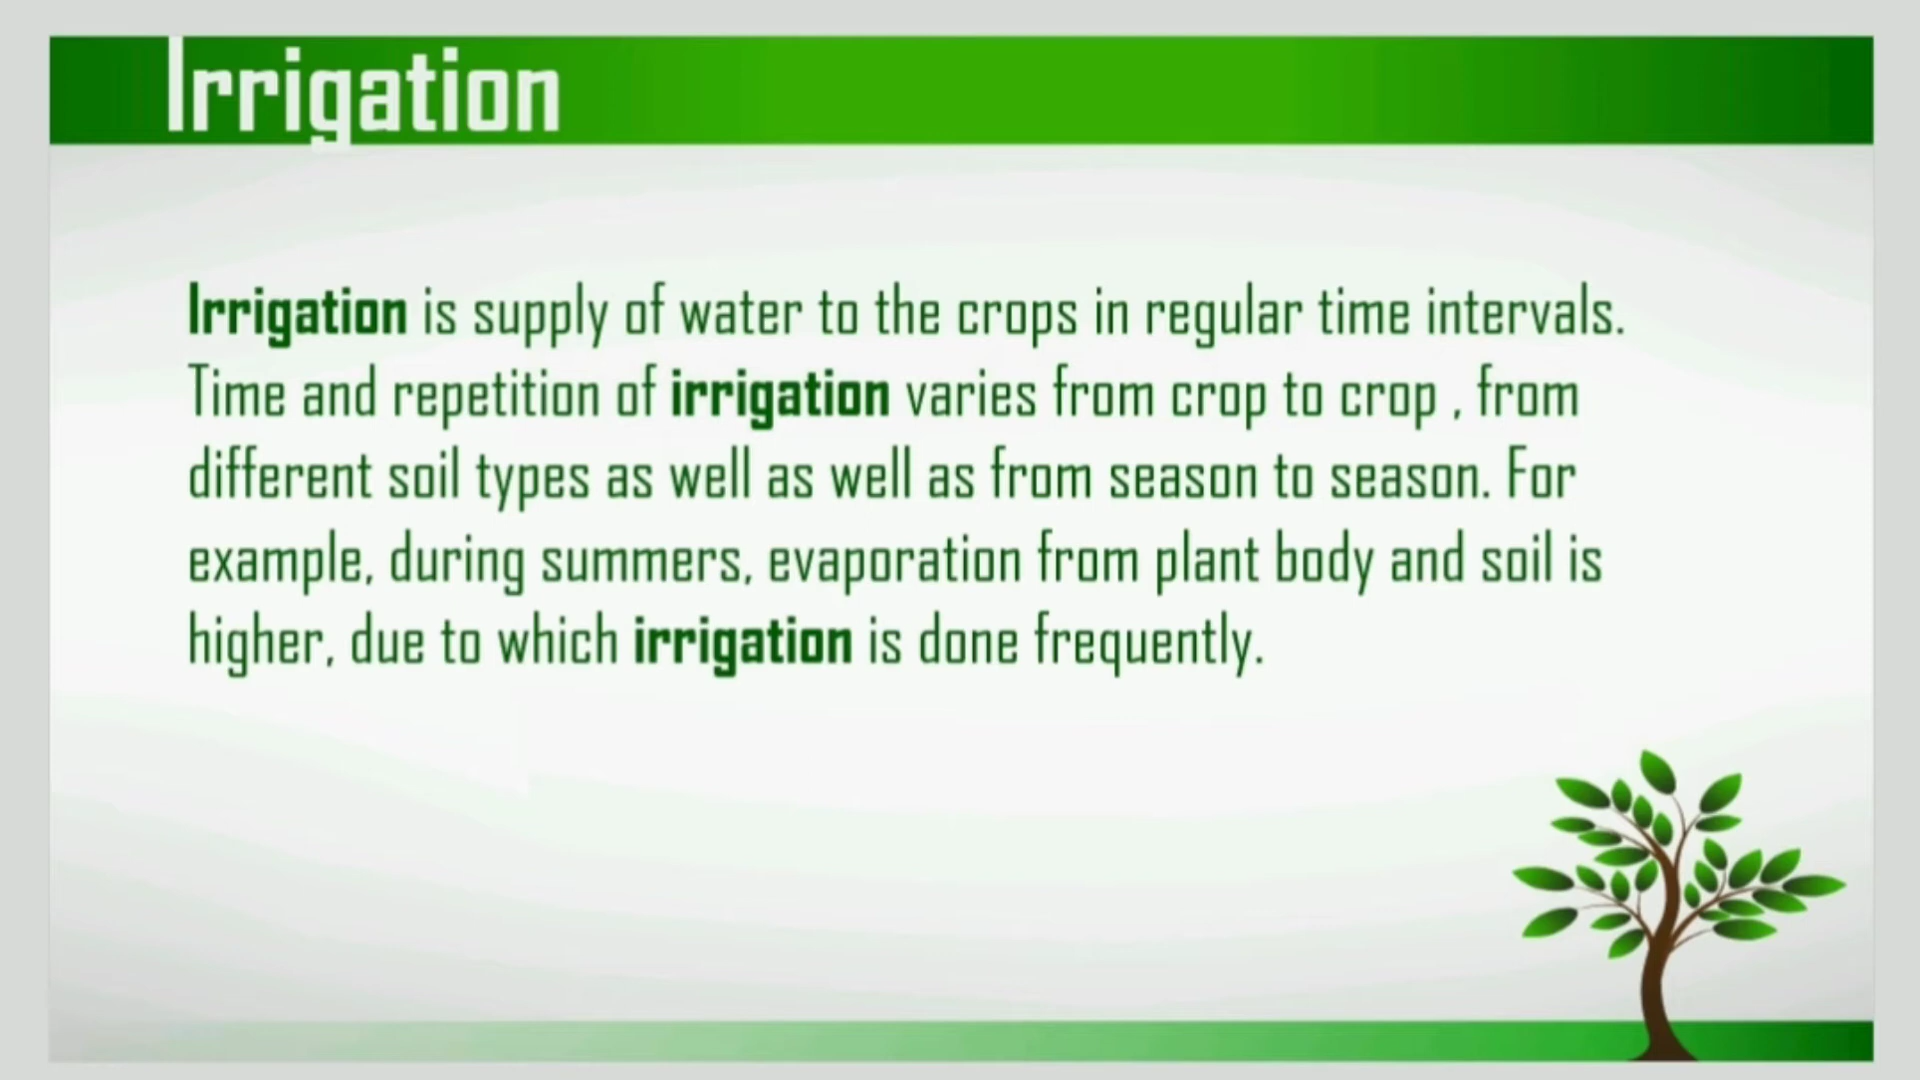 Irrigation
Irrigation is supply of water to the crops in regular time intervals.
Time and repetition of irrigation varies from crop to crop , from
different soil types as well as well as from season to season. For
example, during summers, evaporation from plant body and soil is
higher, due to which irrigation is done frequently.